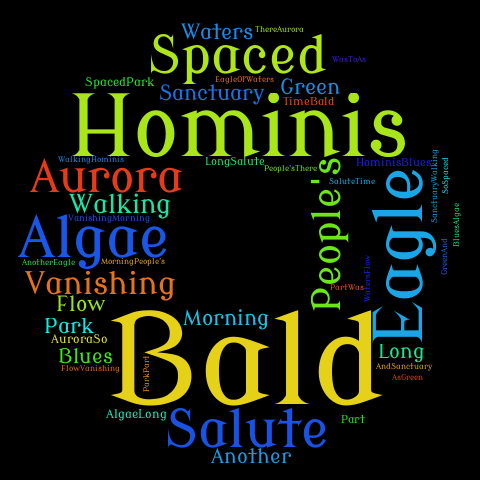 Waters
ThereAurora
Spaced
WasToAs
SpacedPark
EagleOfWaters
Sanctuary
Green
TimeBald
Hominis
WalkingHominis
LongSalute
People'sThere
HominisBlues
SanctuaryWalking
SoSpaced
Aurora
People's
SaluteTime
Eagle
Walking
VanishingMorning
BluesAlgae
Algae
AnotherEagle
MorningPeople's
WatersFlow
GreenAnd
Vanishing
PartWas
Flow
Park
Morning
Bald
AuroraSo
Blues
Long
FlowVanishing
ParkPart
AndSanctuary
AsGreen
AlgaeLong
Salute
Part
Another